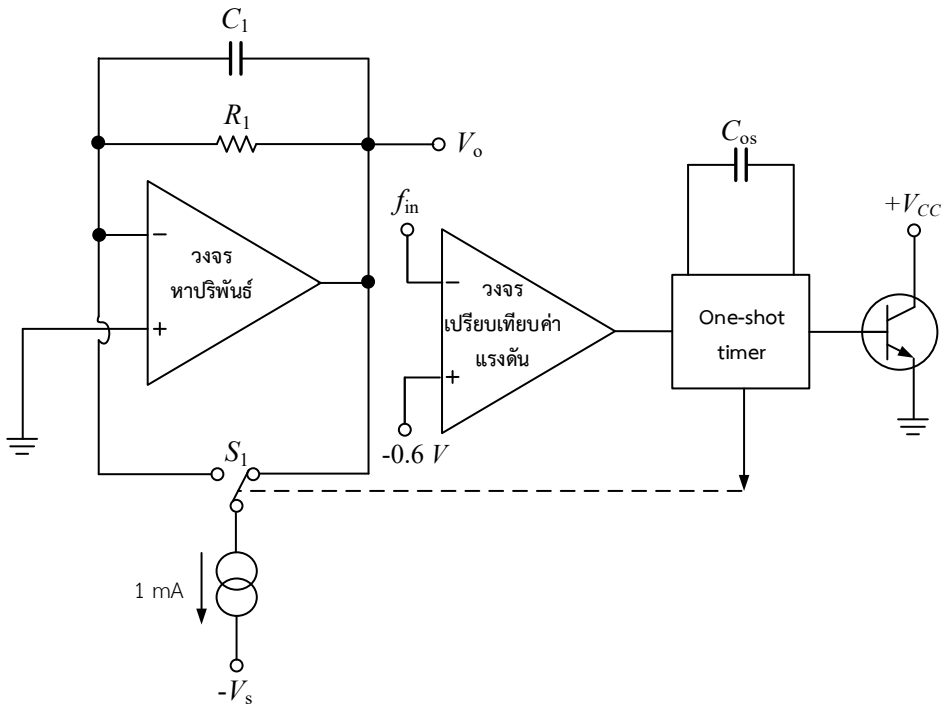 C1
R1
Vo
วงจร
หาปริพันธ์
−
+
fin
−
วงจร
เปรียบเทียบค่า
แรงดัน
+
-0.6 V
Cos
One-shot
timer
+VCC
S1
1 mA
-Vs